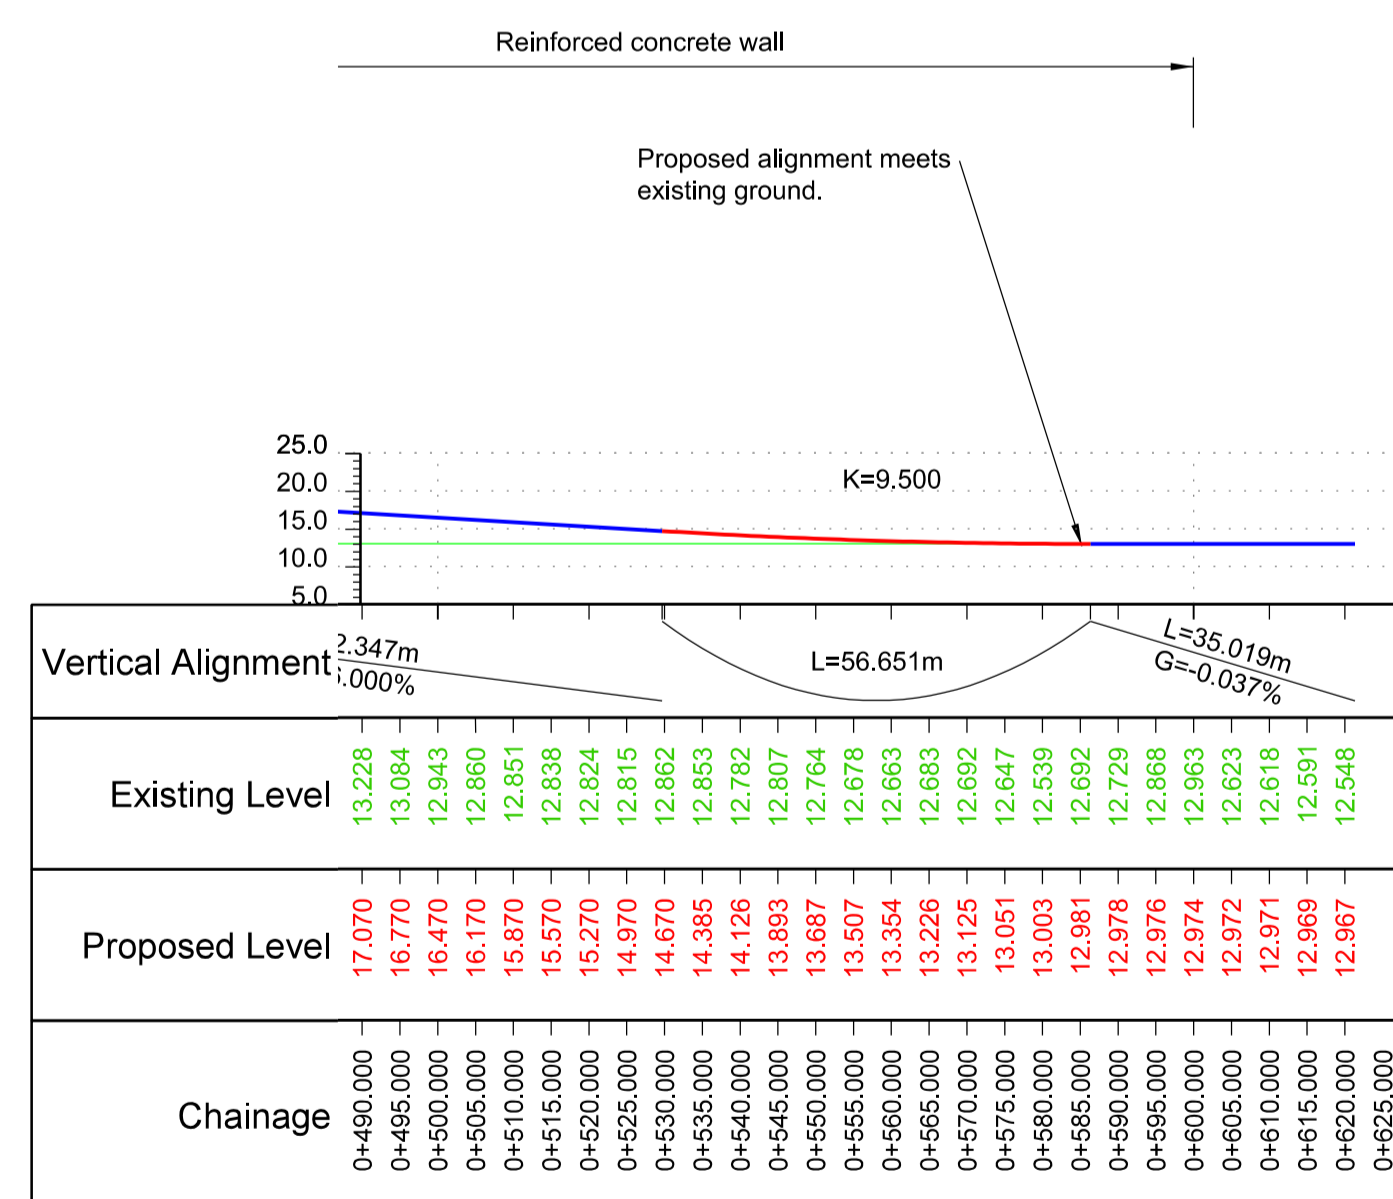 Reinforced concrete wall
Proposed alignment meets
existing ground.
25.0
20.0
15.0
10.0
5.0
K=9.500
Vertical Alignment
2.347m
.000%
L=56.651m
L=35.019m
G=-0.037%
Existing Level
13.228 13.084 12.943 12.860 12.851 12.838 12.824 12.815 12.862 12.853 12.782 12.807 12.764 12.678 12.663 12.683 12.692 12.647 12.539 12.692 12.729 12.868 12.963 12.623 12.618 12.591 12.548
Proposed Level
17.070 16.770 16.470 16.170 15.870 15.570 15.270 14.970 14.670 14.385 14.126 13.893 13.687 13.507 13.354 13.226 13.125 13.051 13.003 12.981 12.978 12.976 12.974 12.972 12.971 12.969 12.967
Chainage
0+490.000 0+495.000 0+500.000 0+505.000 0+510.000 0+515.000 0+520.000 0+525.000 0+530.000 0+535.000 0+540.000 0+545.000 0+550.000 0+555.000 0+560.000 0+565.000 0+570.000 0+575.000 0+580.000 0+585.000 0+590.000 0+595.000 0+600.000 0+605.000 0+610.000 0+615.000 0+620.000 0+625.000